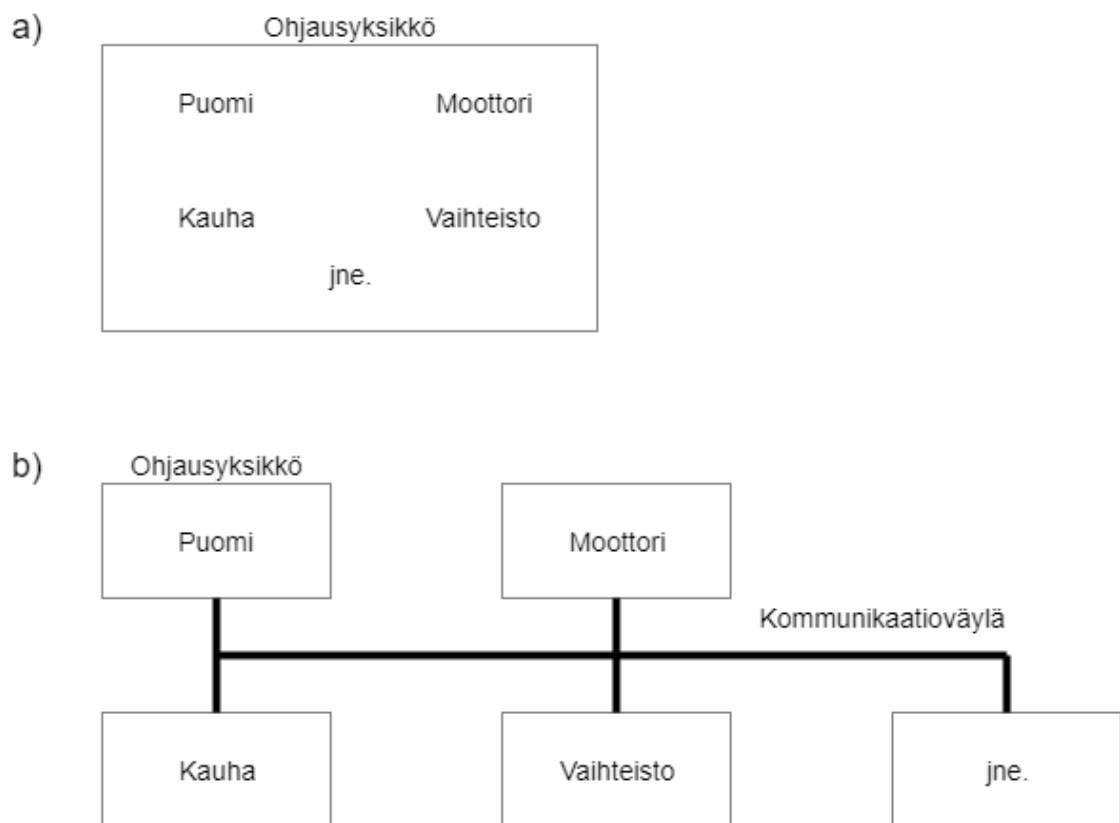 a)
Ohjausyksikkö
Puomi Moottori
Kauha Vaihteisto
jne.
b)
Ohjausyksikkö
Puomi Moottori
Kommunikaatioväylä
Kauha Vaihteisto jne.